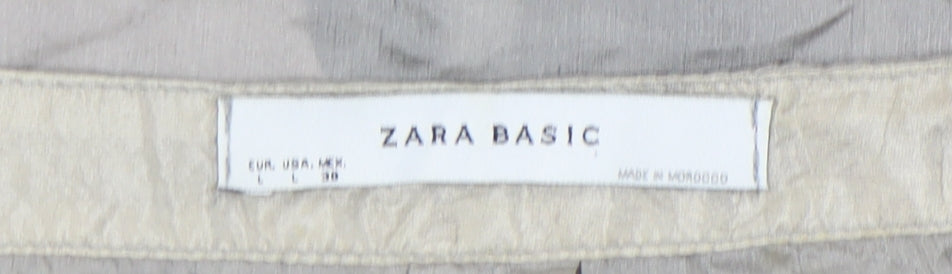 ZARA BASIC
EUR. USA. MEX.
L L 30
MADE IN MOROCCO